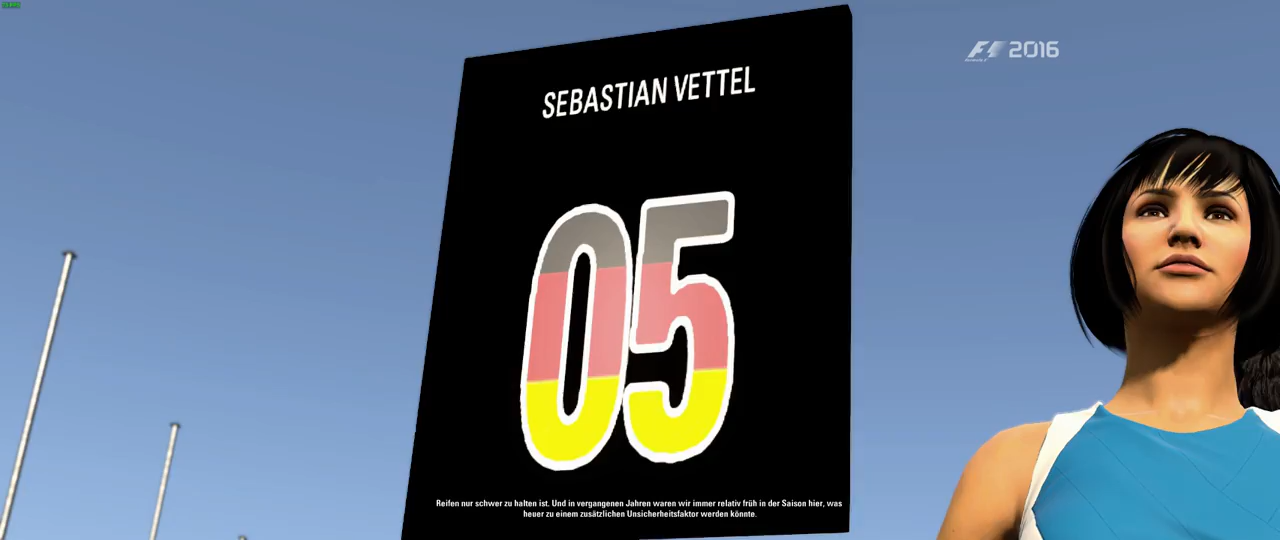 F1 2016
SEBASTIAN VETTEL
05
Reifen nur schwer zu halten ist. Und in vergangenen Jahren waren wir immer relativ früh in der Saison hier, was
heuer zu einem zusätzlichen Unsicherheitsfaktor werden könnte.